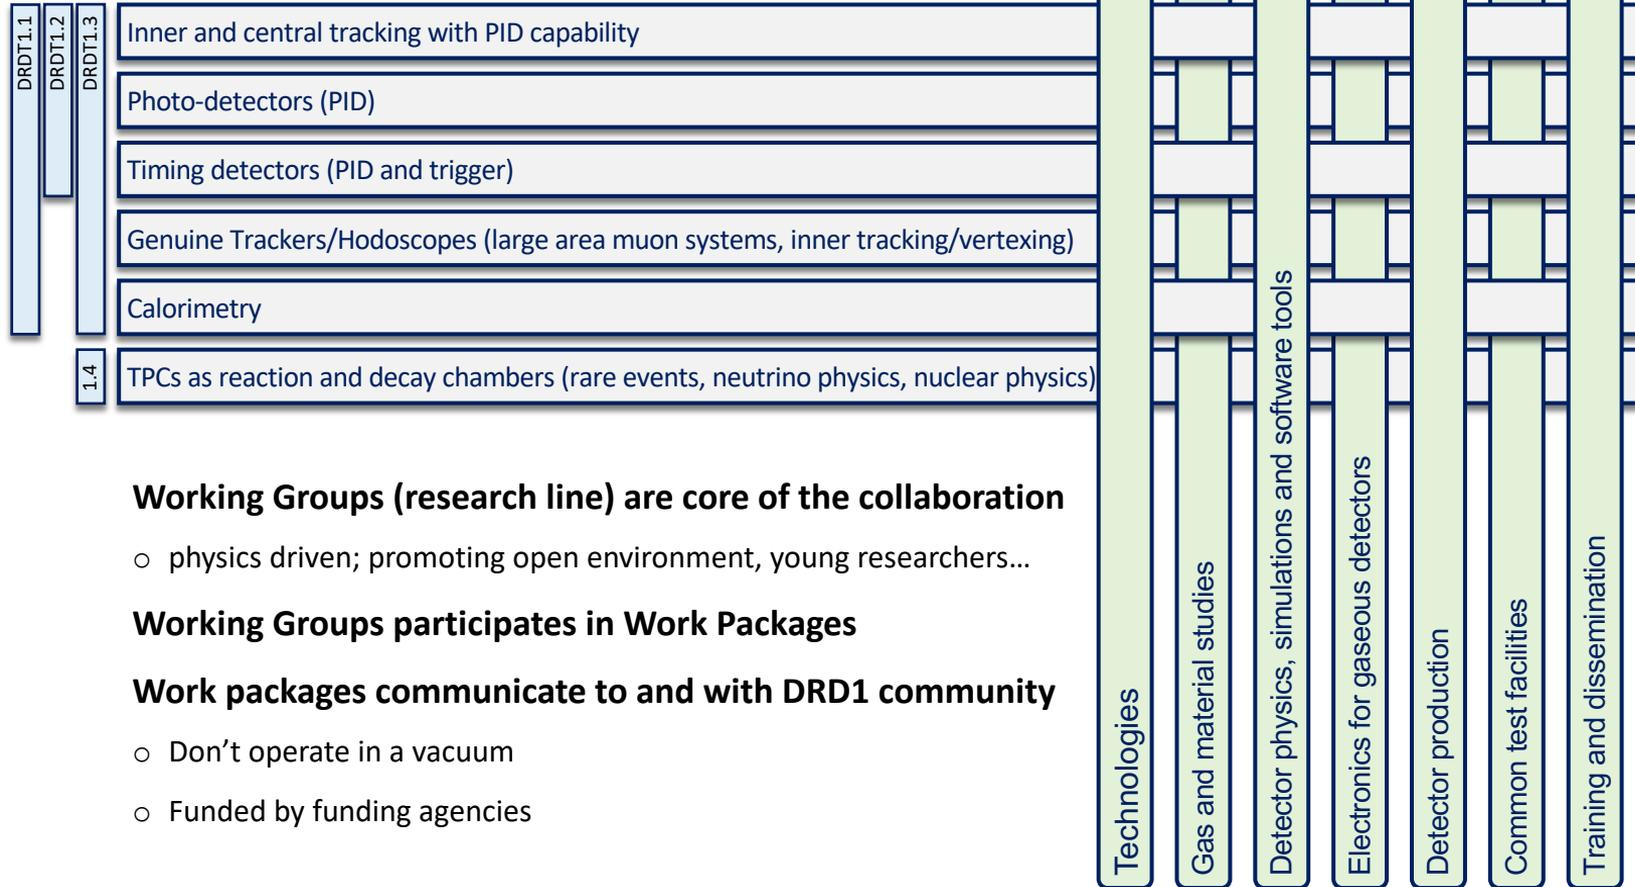 DRDT1.1
DRDT1.2
DRDT1.3
Inner and central tracking with PID capability
Photo-detectors (PID)
Timing detectors (PID and trigger)
Genuine Trackers/Hodoscopes (large area muon systems, inner tracking/vertexing)
Calorimetry
1.4
TPCs as reaction and decay chambers (rare events, neutrino physics, nuclear physics)
Working Groups (research line) are core of the collaboration
o physics driven; promoting open environment, young researchers…
Working Groups participates in Work Packages
Work packages communicate to and with DRD1 community
o Don’t operate in a vacuum
o Funded by funding agencies
Technologies
Gas and material studies
Detector physics, simulations and software tools
Electronics for gaseous detectors
Detector production
Common test facilities
Training and dissemination